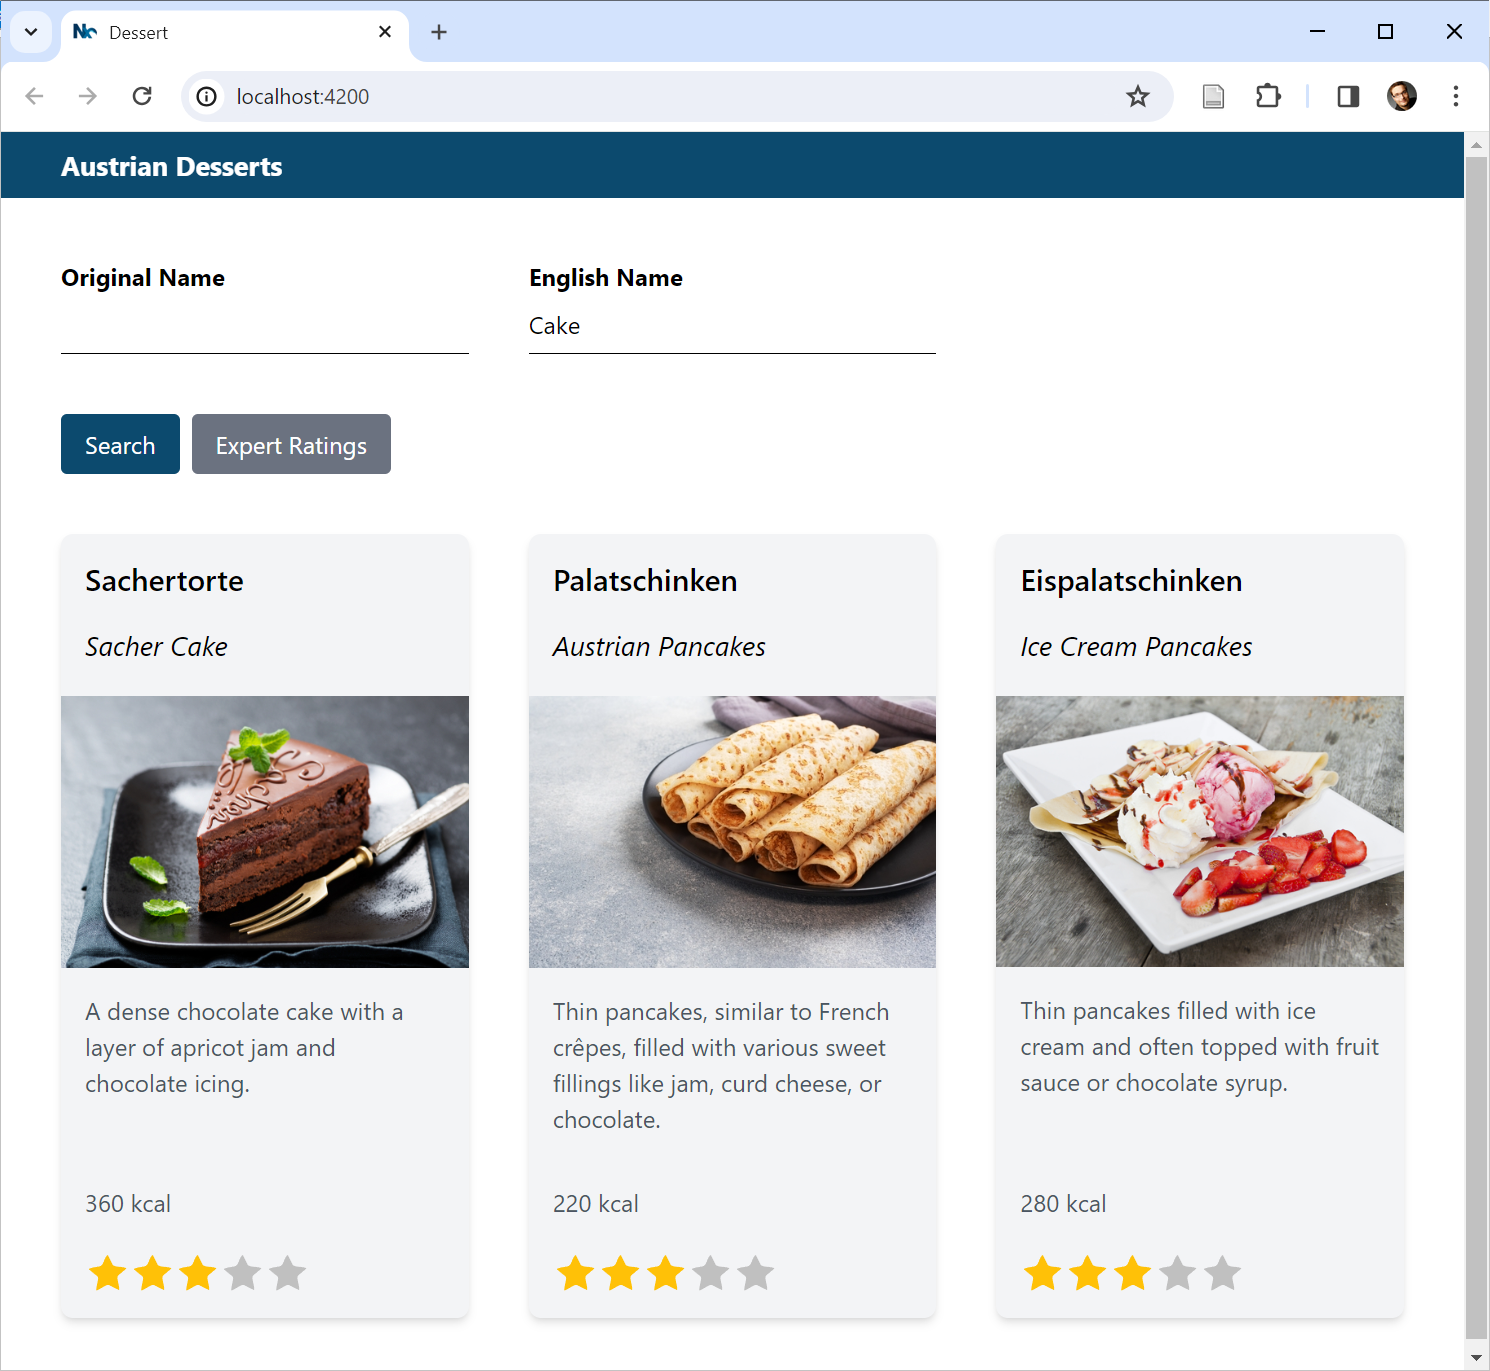 Dessert
localhost:4200
Austrian Desserts
Original Name
English Name
Cake
Search
Expert Ratings
Sachertorte
Sacher Cake
A dense chocolate cake with a
layer of apricot jam and
chocolate icing.
360 kcal
Palatschinken
Austrian Pancakes
Thin pancakes, similar to French
crêpes, filled with various sweet
fillings like jam, curd cheese, or
chocolate.
220 kcal
Eispalatschinken
Ice Cream Pancakes
Thin pancakes filled with ice
cream and often topped with fruit
sauce or chocolate syrup.
280 kcal